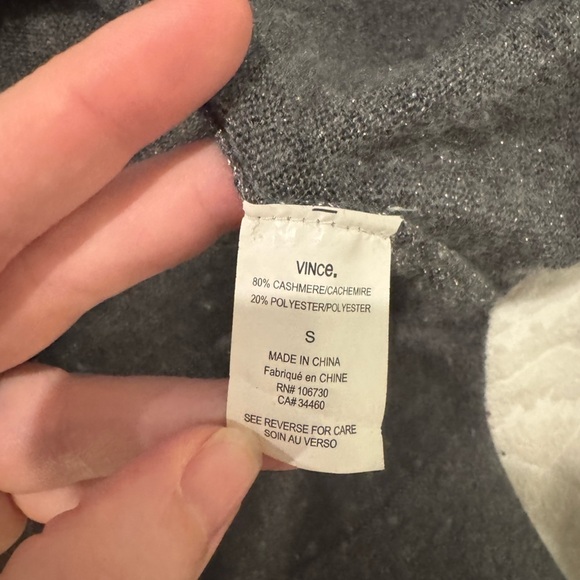 VINce.
80% CASHMERE/CACHEMIRE
20% POLYESTER/POLYESTER
S
MADE IN CHINA
Fabriqué en CHINE
RN# 106730
CA# 34460
SEE REVERSE FOR CARE
SOIN AU VERSO